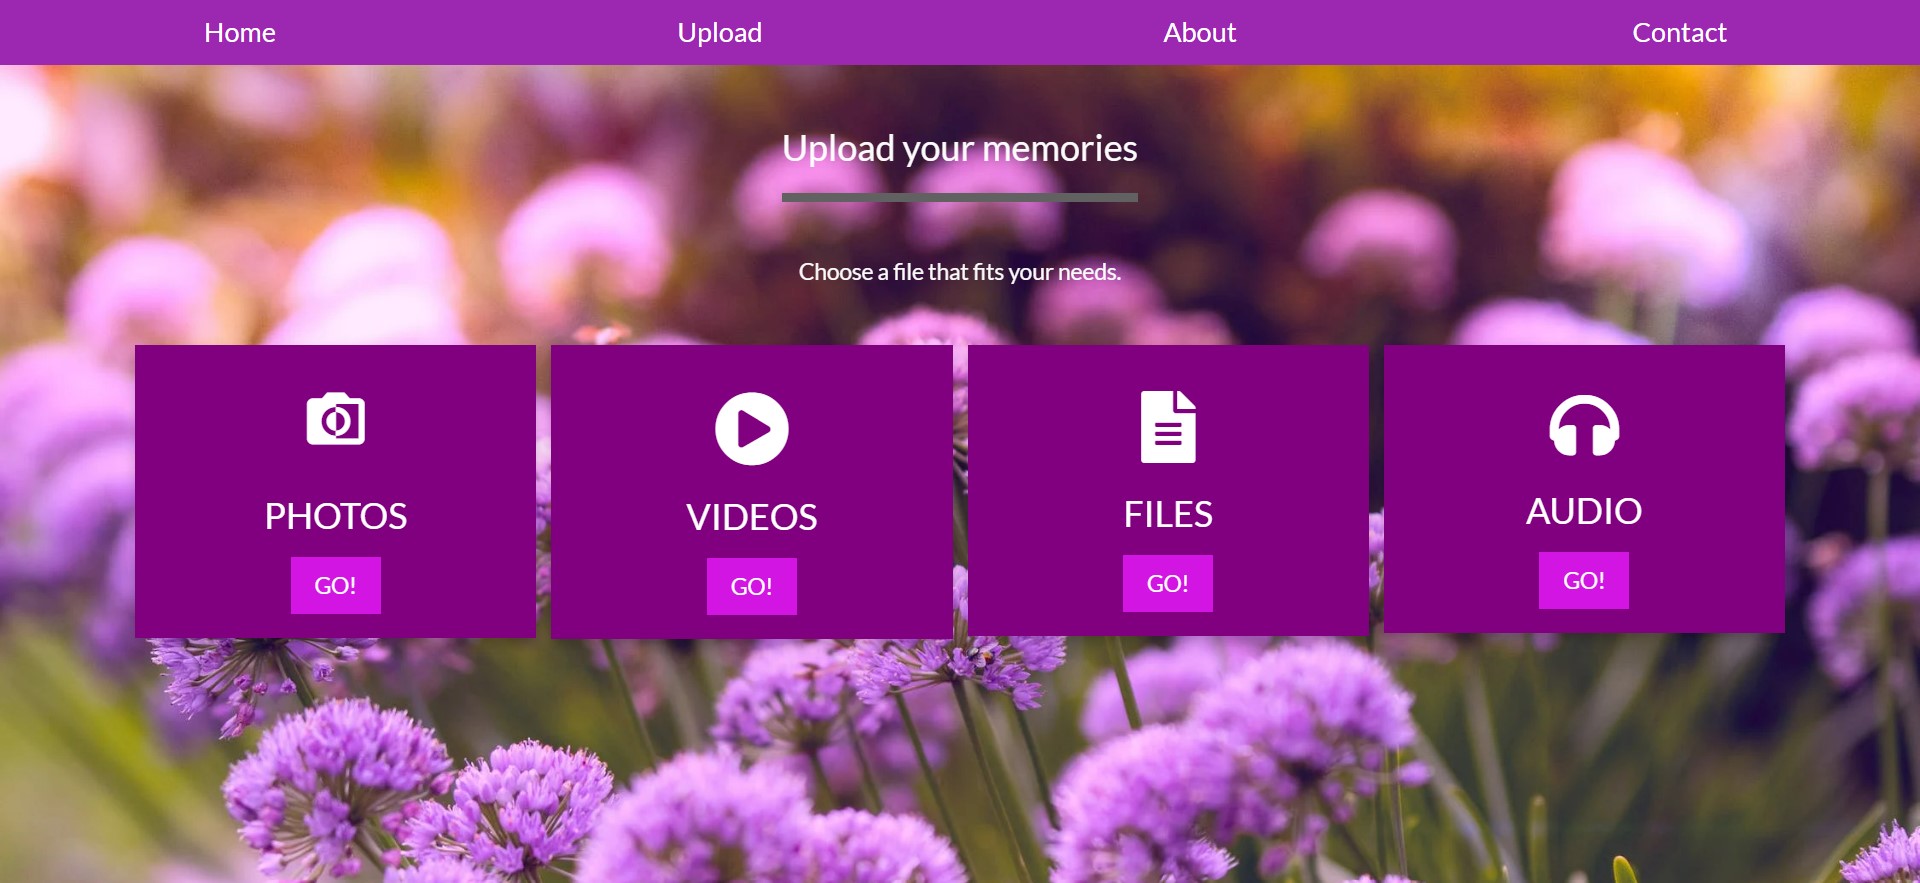 Home
Upload
About
Contact
Upload your memories
Choose a file that fits your needs.
PHOTOS
GO!
VIDEOS
GO!
FILES
GO!
AUDIO
GO!